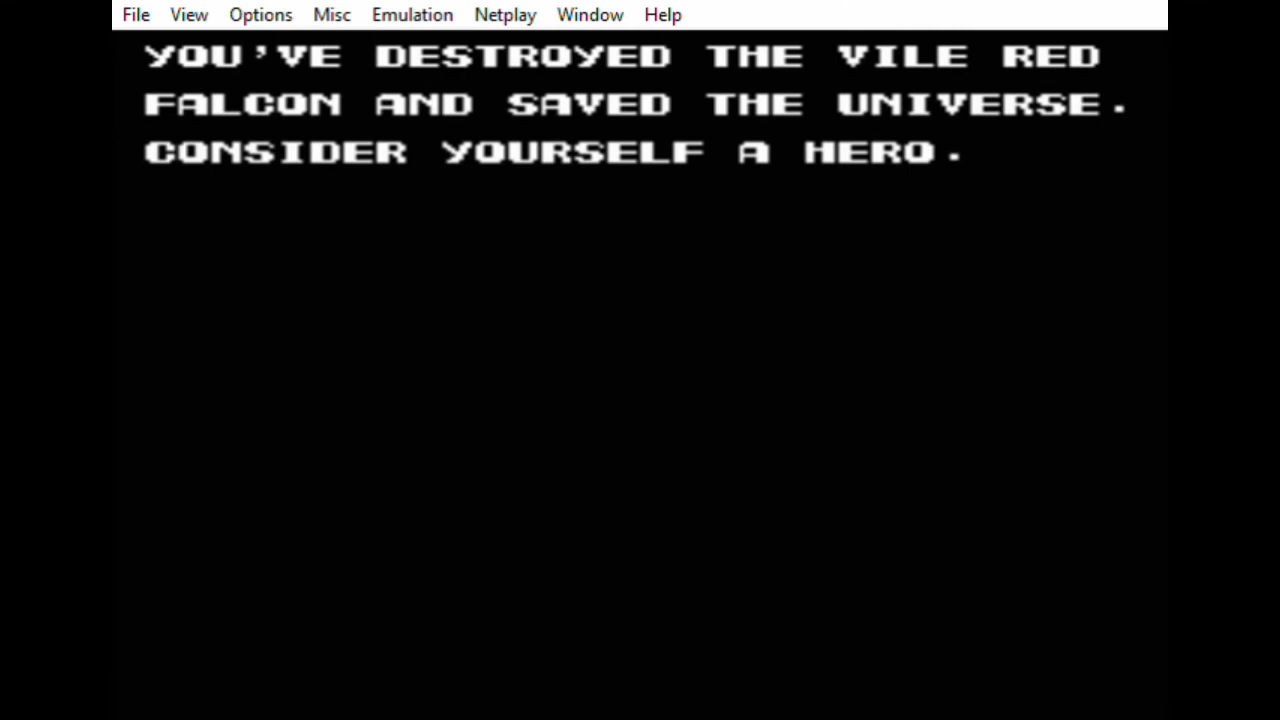 File View Options Misc Emulation Netplay Window Help
YOU'VE DESTROYED THE VILE RED
FALCON AND SAVED THE UNIVERSE.
CONSIDER YOURSELF A HERO.